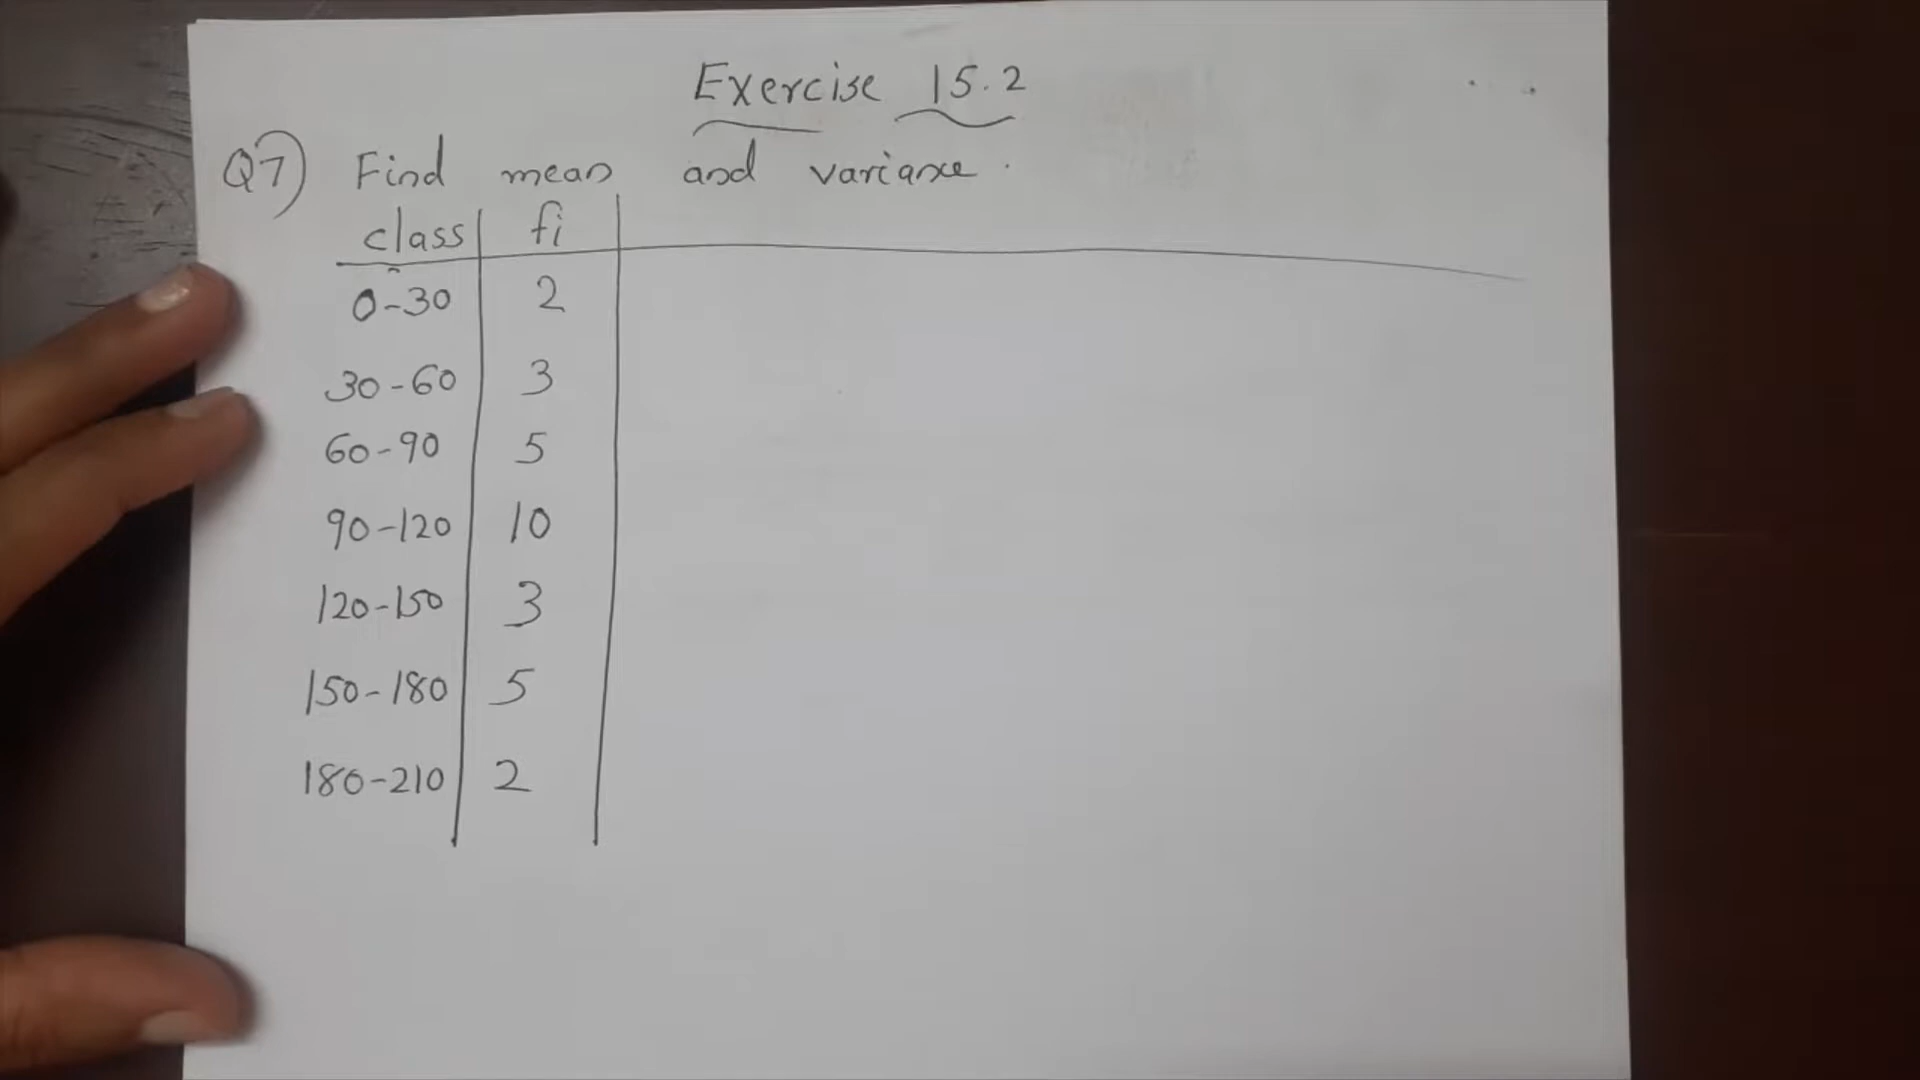 Exercise 15.2
Q7) Find mean and variance.
class fi
0-30 2
30-60 3
60-90 5
90-120 10
120-150 3
150-180 5
180-210 2